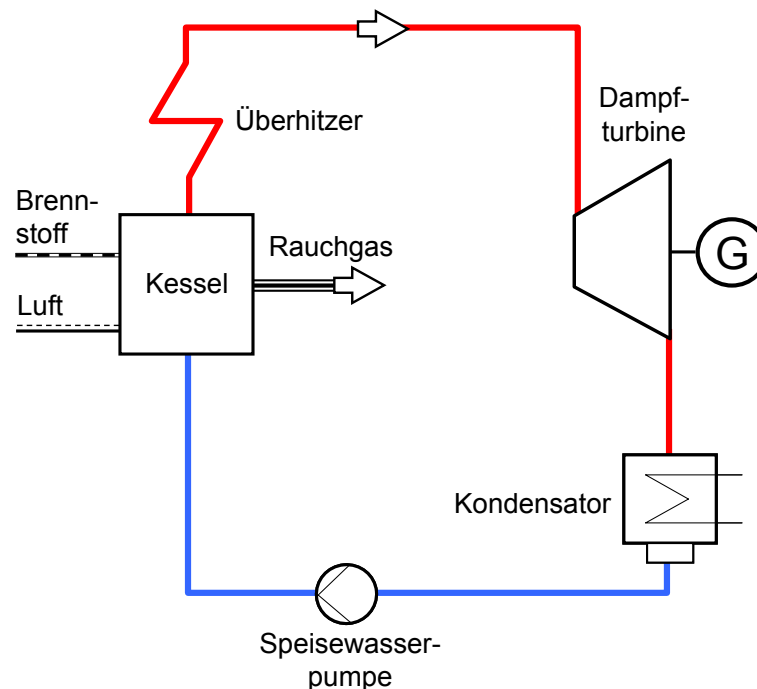 Überhitzer
Dampf-
turbine
Brenn-
stoff
Rauchgas
Kessel
Luft
G
Kondensator
Speisewasser-
pumpe